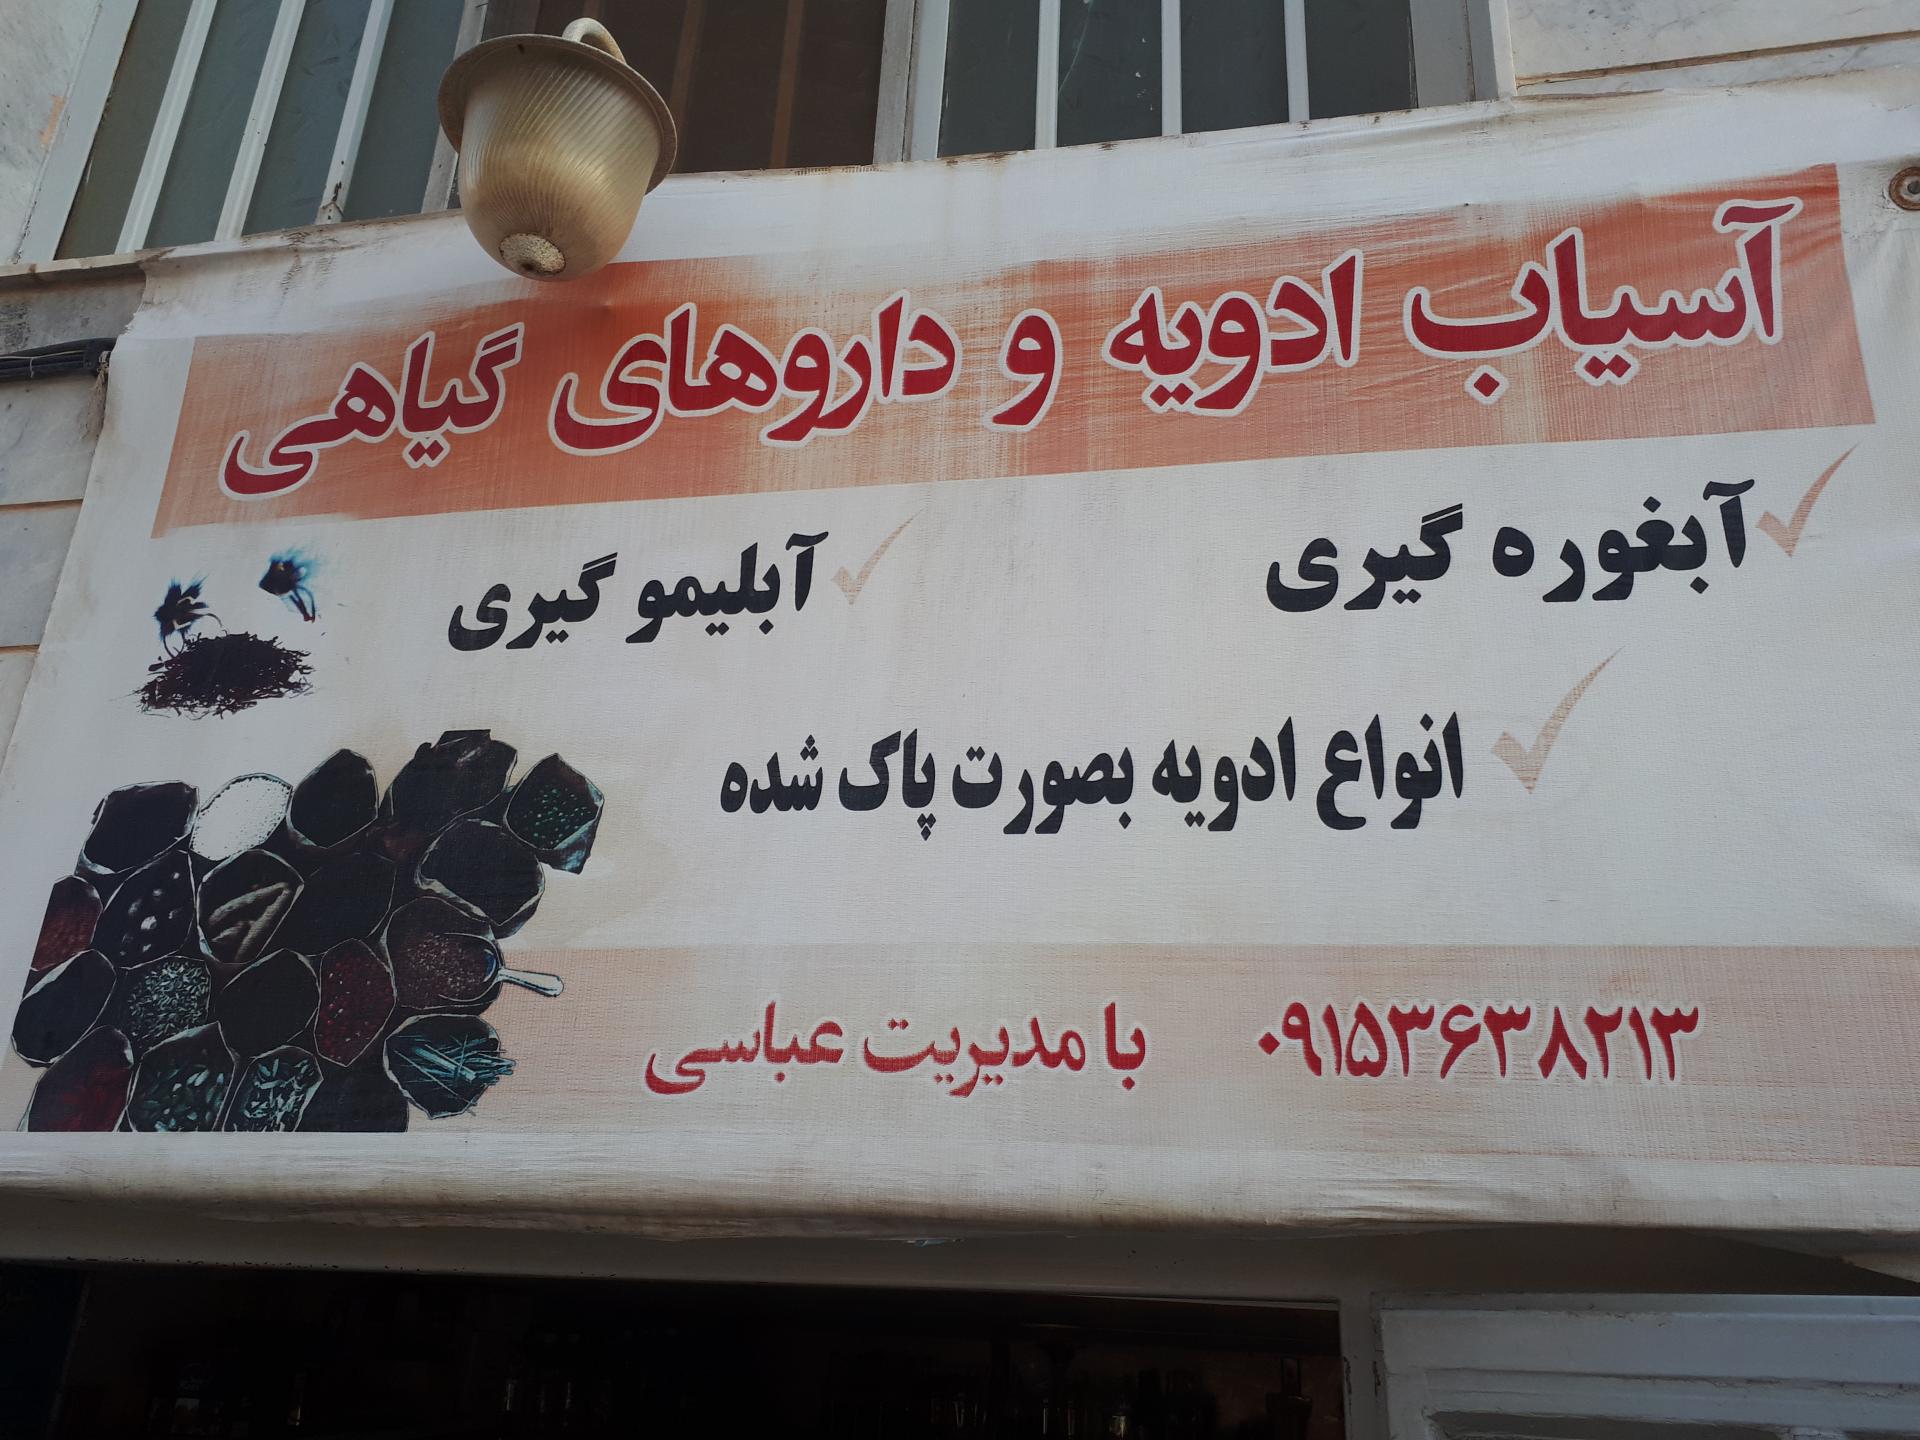 آسیاب ادویه و داروهای گیاهی
آبغوره گیری
آبلیمو گیری
انواع ادویه بصورت پاک شده
۰۹۱۵۳۶۳۸۲۱۳
با مدیریت عباسی